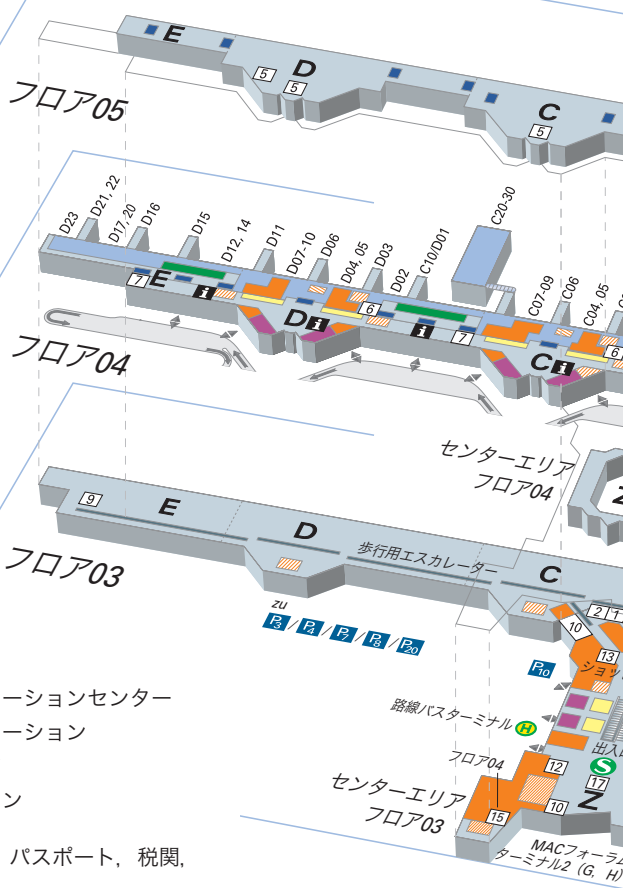 E
D
5
5
C
5
フロア05
D23
D21, 22
D17, 20
D16
D15
D12, 14
D11
D07-10
D06
D04, 05
D03
D02
C10/D01
C20-30
C07-09
C06
C04, 05
7
E
i
D
i
6
i
7
C
i
6
フロア04
センターエリア
フロア04
Z
9
E
D
歩行用エスカレーター
C
フロア03
zu
P3 / P4 / P7 / P8 / P20
P10
10
2
1
13
ショッ
路線バスターミナル H
出入
S
フロア04
12
17
センターエリア
フロア03
15
10
Z
MACフォーラム
ターミナル2（G, H）
ーションセンター
ーション
ン
パスポート，税関，